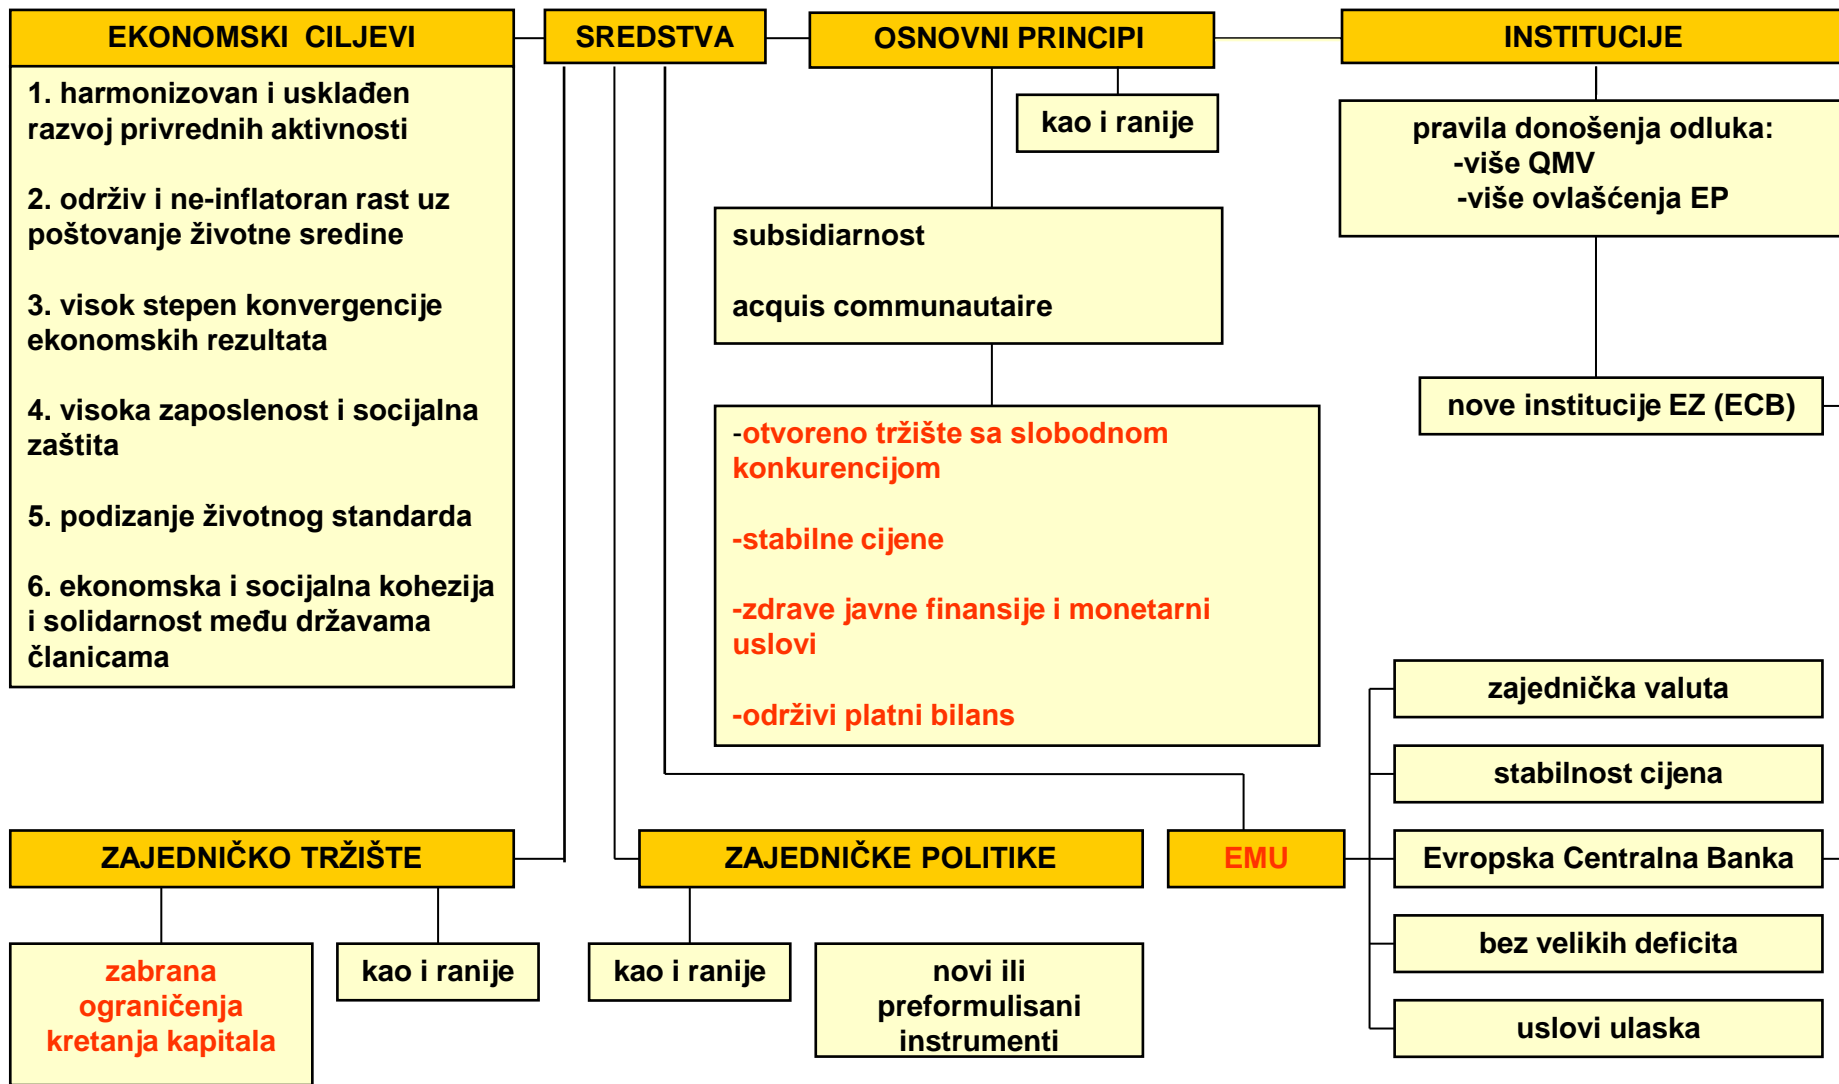 EKONOMSKI CILJEVI
1. harmonizovan i usklađen
razvoj privrednih aktivnosti
2. održiv i ne-inflatoran rast uz
poštovanje životne sredine
3. visok stepen konvergencije
ekonomskih rezultata
4. visoka zaposlenost i socijalna
zaštita
5. podizanje životnog standarda
6. ekonomska i socijalna kohezija
i solidarnost među državama
članicama
SREDSTVA
OSNOVNI PRINCIPI
kao i ranije
subsidiarnost
acquis communautaire
-otvoreno tržište sa slobodnom
konkurencijom
-stabilne cijene
-zdrave javne finansije i monetarni
uslovi
-održivi platni bilans
INSTITUCIJE
pravila donošenja odluka:
-više QMV
-više ovlašćenja EP
nove institucije EZ (ECB)
ZAJEDNIČKO TRŽIŠTE
zabrana
ograničenja
kretanja kapitala
kao i ranije
ZAJEDNIČKE POLITIKE
kao i ranije
novi ili
preformulisani
instrumenti
EMU
zajednička valuta
stabilnost cijena
Evropska Centralna Banka
bez velikih deficita
uslovi ulaska